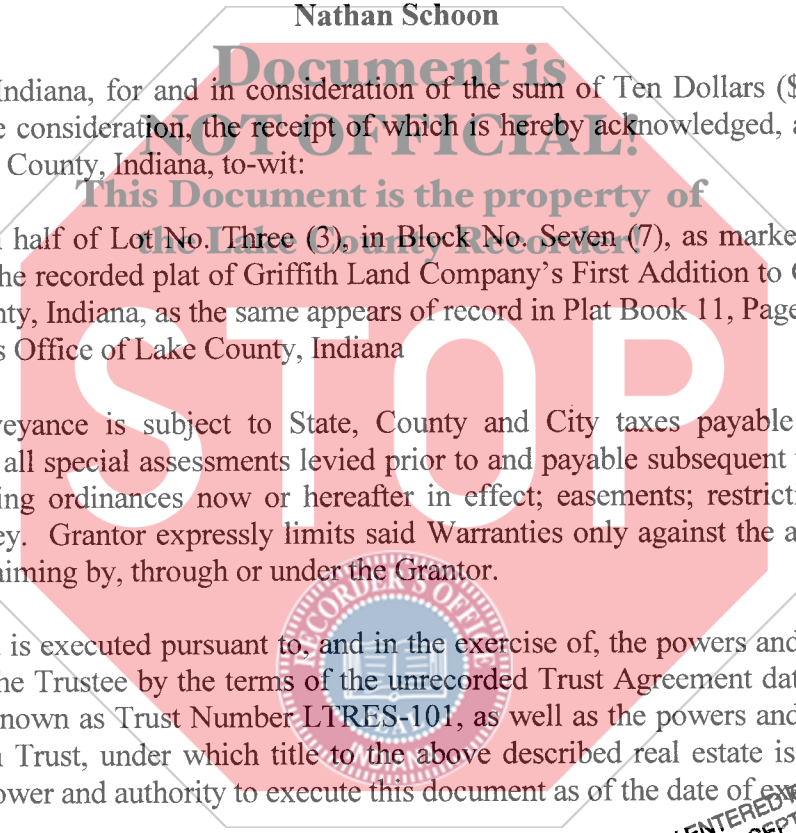 Nathan Schoon
Document is
Indiana, for and in consideration of the sum of Ten Dollars ($
e consideration, the receipt of which is hereby acknowledged, a
NOT OFFICIAL!
County, Indiana, to-wit:
This Document is the property of
half of Lot No. Three (3), in Block No. Seven (7), as marke
the Lake County Recorder!
he recorded plat of Griffith Land Company's First Addition to
nty, Indiana, as the same appears of record in Plat Book 11, Page
s Office of Lake County, Indiana
STOP
veyance is subject to State, County and City taxes payable
all special assessments levied prior to and payable subsequent
ing ordinances now or hereafter in effect; easements; restricti
ey. Grantor expressly limits said Warranties only against the a
aiming by, through or under the Grantor.
RECORDER'S OFFICE
is executed pursuant to, and in the exercise of, the powers and
he Trustee by the terms of the unrecorded Trust Agreement dat
nown as Trust Number LTRES-101, as well as the powers and
Trust, under which title to the above described real estate is
INDIANA
ower and authority to execute this document as of the date of
ENTERED